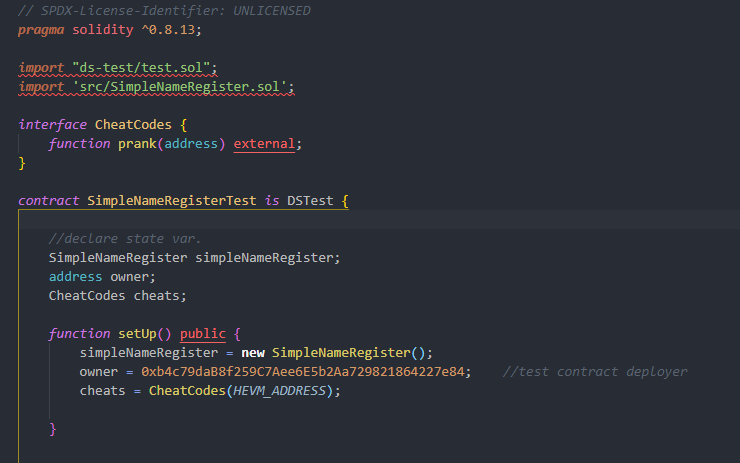 // SPDX-License-Identifier: UNLICENSED
pragma solidity ^0.8.13;
import "ds-test/test.sol";
import 'src/SimpleNameRegister.sol';
interface CheatCodes {
function prank(address) external;
}
contract SimpleNameRegisterTest is DSTest {
//declare state var.
SimpleNameRegister simpleNameRegister;
address owner;
CheatCodes cheats;
function setUp() public {
simpleNameRegister = new SimpleNameRegister();
owner = 0xb4c79daB8f259C7Aee6E5b2Aa729821864227e84; //test contract deployer
cheats = CheatCodes(HEVM_ADDRESS);
}